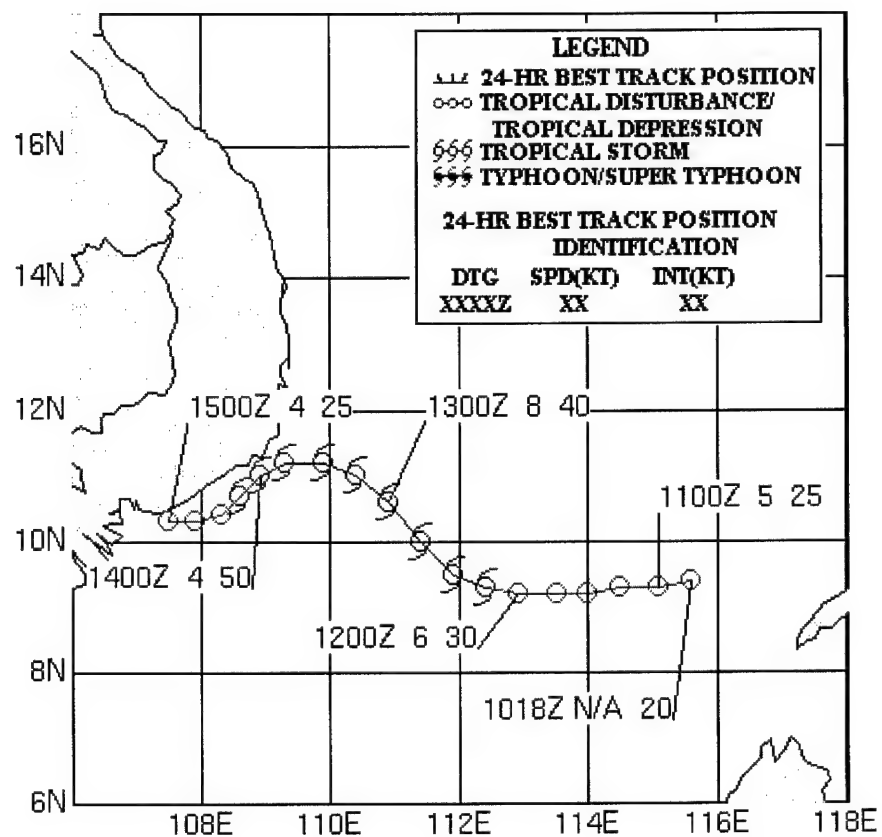 LEGEND
24-HR BEST TRACK POSITION
TROPICAL DISTURBANCE/
TROPICAL DEPRESSION
TROPICAL STORM
TYPHOON/SUPER TYPHOON
24-HR BEST TRACK POSITION
IDENTIFICATION
DTG SPD(KT) INT(KT)
XXXXZ XX XX
16N
14N
12N
10N
8N
6N
1500Z 4 25
1300Z 8 40
1100Z 5 25
1400Z 4 50
1200Z 6 30
1018Z N/A 20
108E 110E 112E 114E 116E 118E